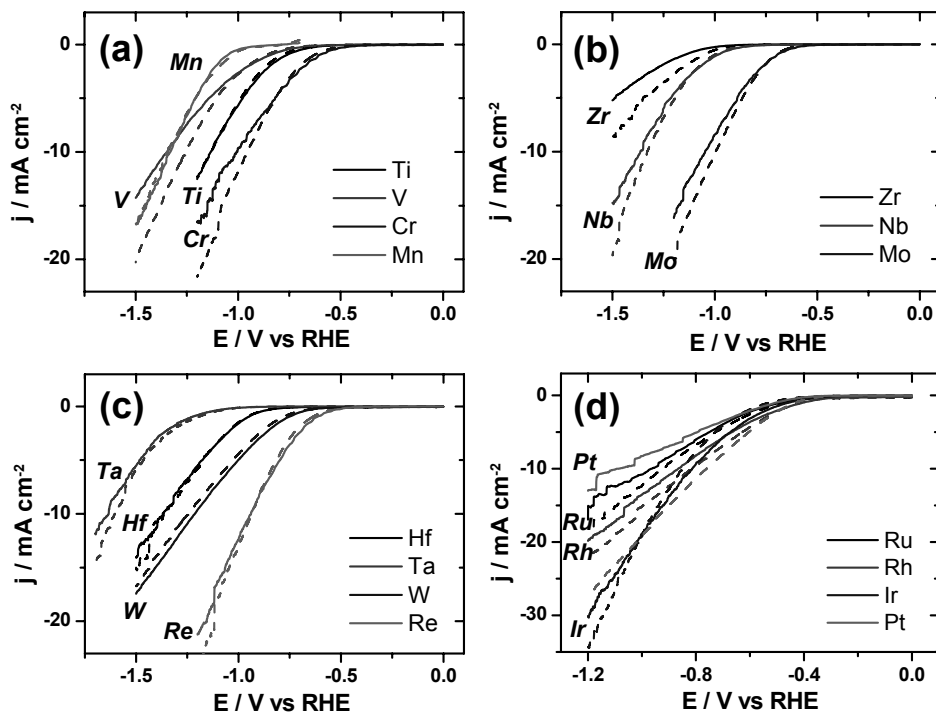 (a)
Mn
V
Ti
Cr
Ti
V
Cr
Mn
0
-10
-20
j / mA cm⁻²
-1.5
-1.0
-0.5
0.0
E / V vs RHE
(b)
Zr
Nb
Mo
Zr
Nb
Mo
0
-10
-20
j / mA cm⁻²
-1.5
-1.0
-0.5
0.0
E / V vs RHE
(c)
Ta
Hf
W
Re
Hf
Ta
W
Re
0
-10
-20
j / mA cm⁻²
-1.5
-1.0
-0.5
0.0
E / V vs RHE
(d)
Pt
Ru
Rh
Ir
Ru
Rh
Ir
Pt
0
-10
-20
-30
j / mA cm⁻²
-1.2
-0.8
-0.4
0.0
E / V vs RHE